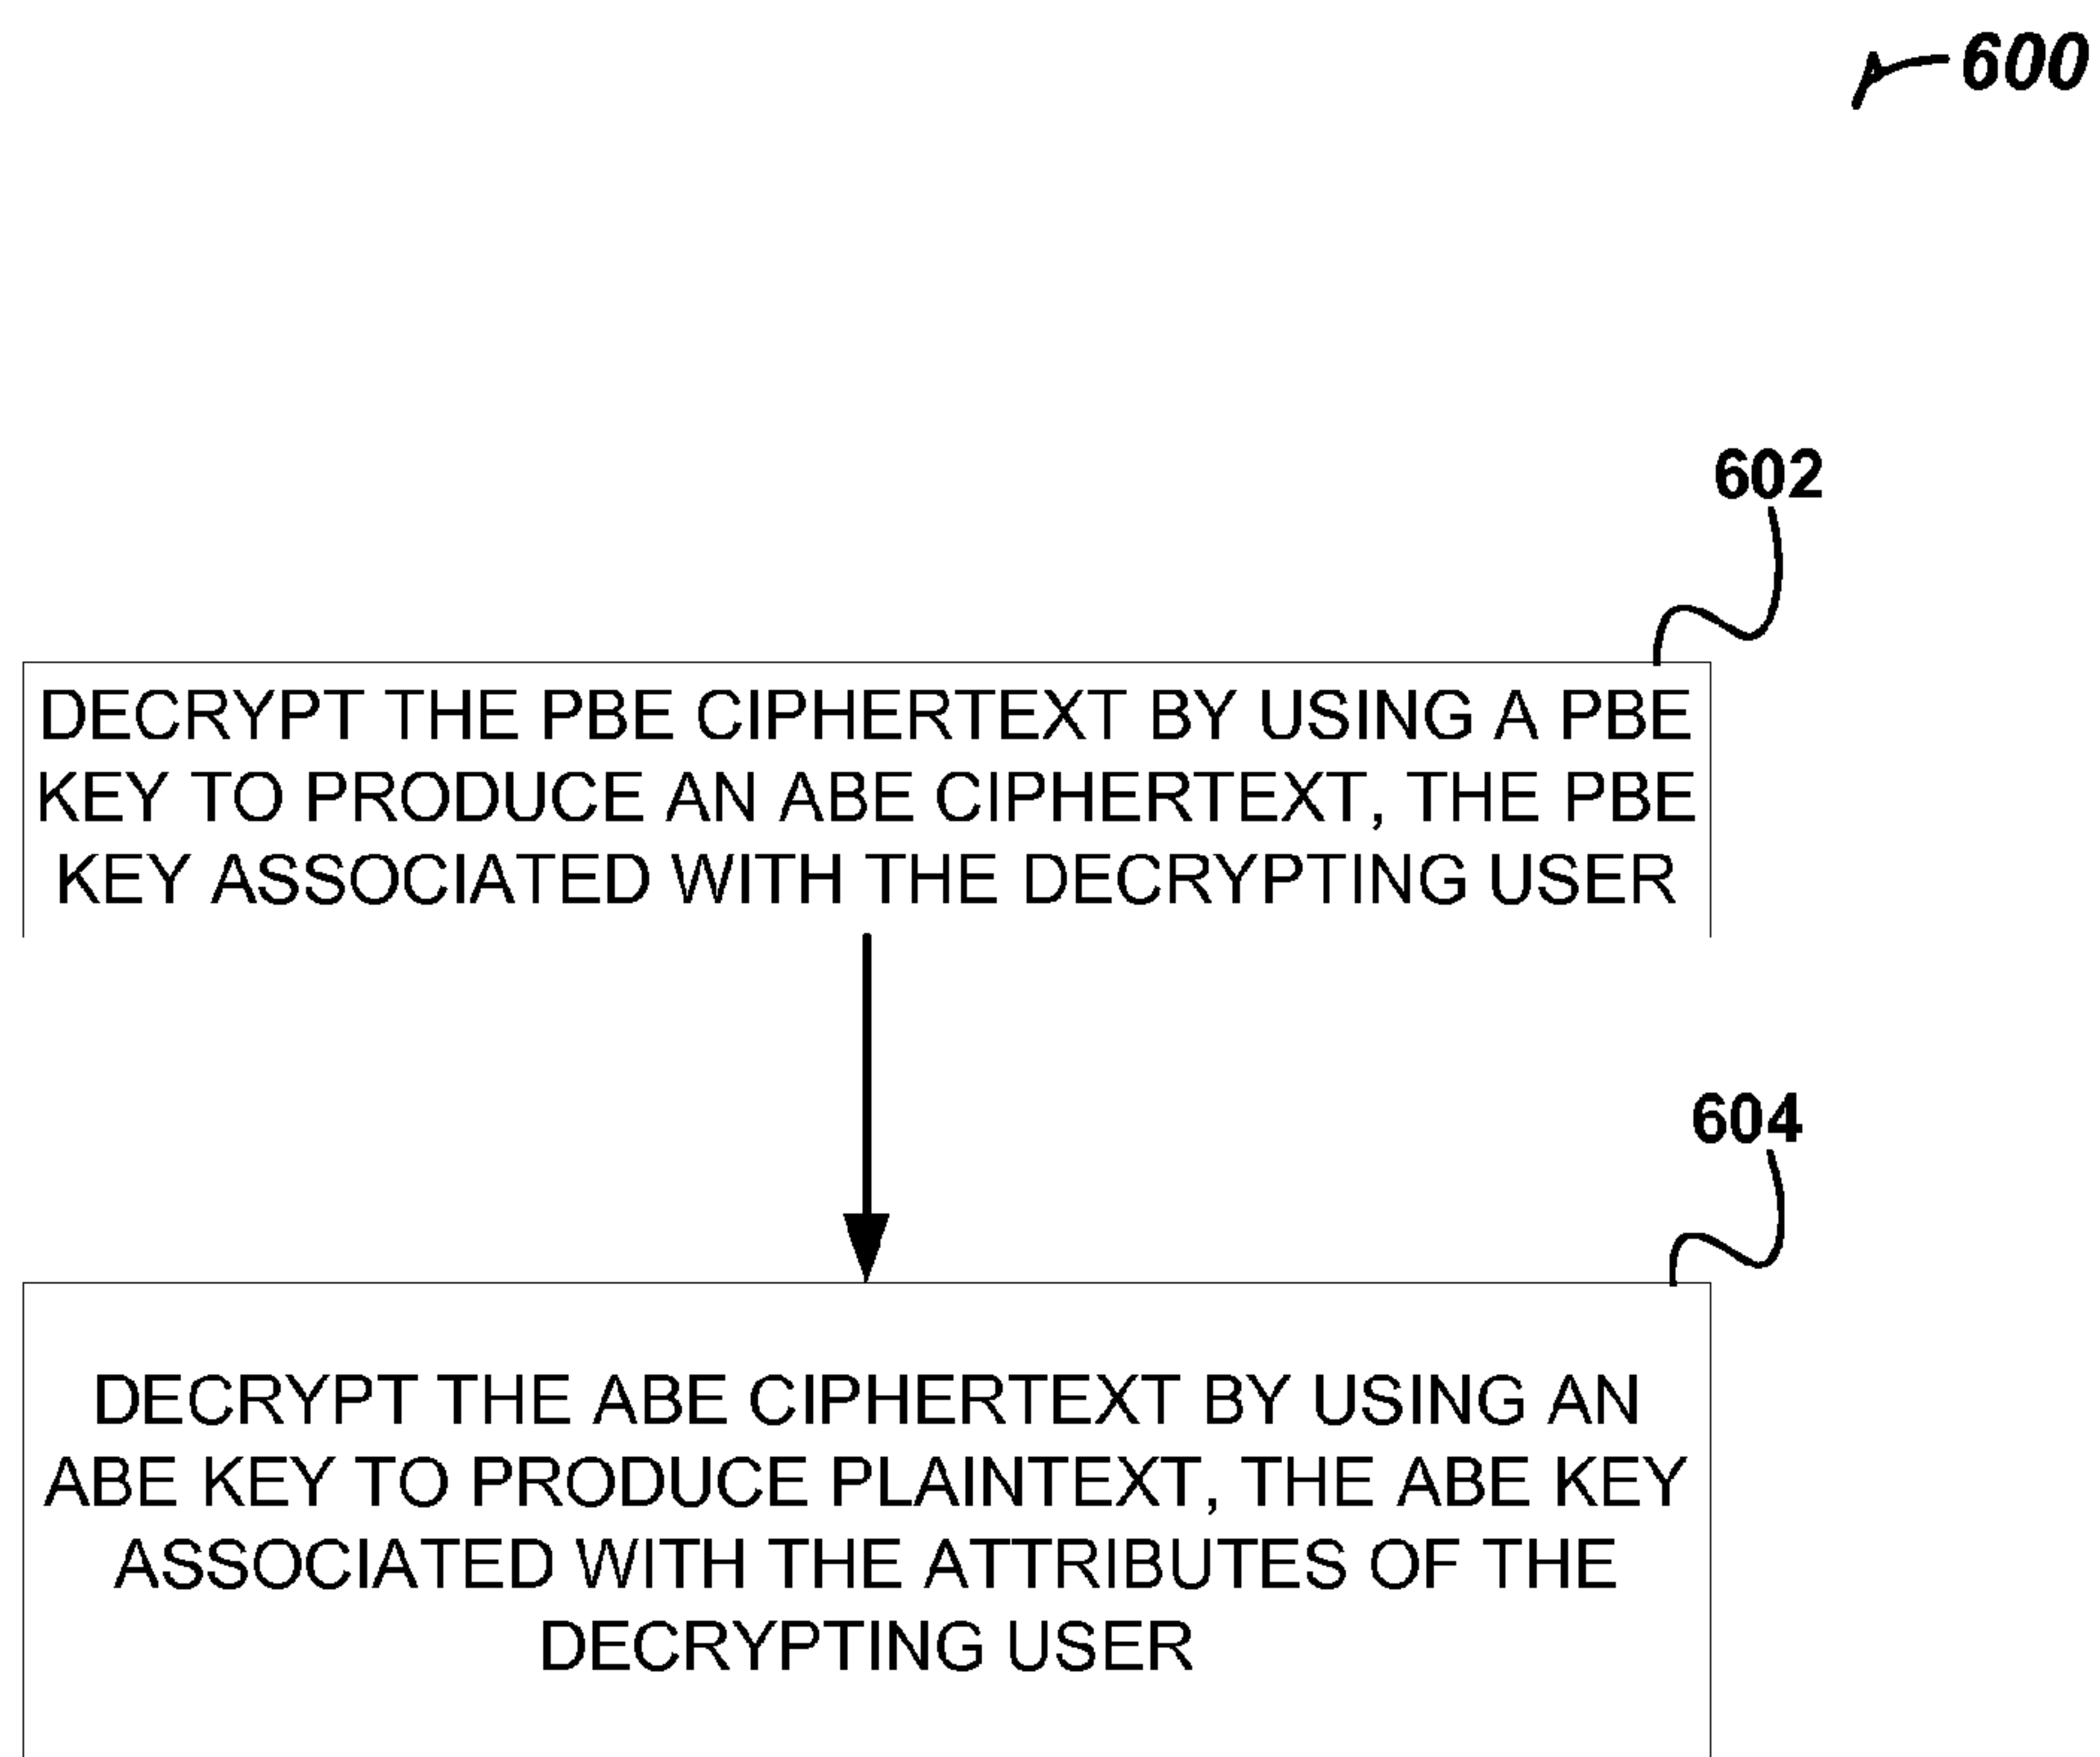 600
602
DECRYPT THE PBE CIPHERTEXT BY USING A PBE
KEY TO PRODUCE AN ABE CIPHERTEXT, THE PBE
KEY ASSOCIATED WITH THE DECRYPTING USER
604
DECRYPT THE ABE CIPHERTEXT BY USING AN
ABE KEY TO PRODUCE PLAINTEXT, THE ABE KEY
ASSOCIATED WITH THE ATTRIBUTES OF THE
DECRYPTING USER